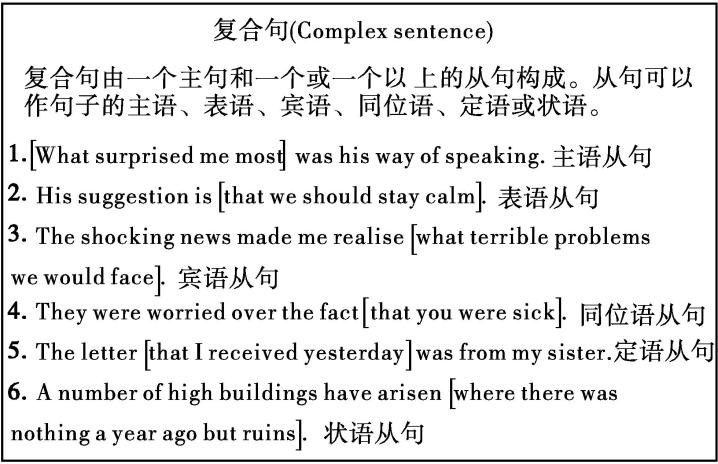 复合句(Complex sentence)
复合句由一个主句和一个或一个以 上的从句构成。从句可以
作句子的主语、表语、宾语、同位语、定语或状语。
1.[What surprised me most] was his way of speaking. 主语从句
2. His suggestion is [that we should stay calm]. 表语从句
3. The shocking news made me realise [what terrible problems
we would face]. 宾语从句
4. They were worried over the fact [that you were sick]. 同位语从句
5. The letter [that I received yesterday] was from my sister.定语从句
6. A number of high buildings have arisen [where there was
nothing a year ago but ruins]. 状语从句